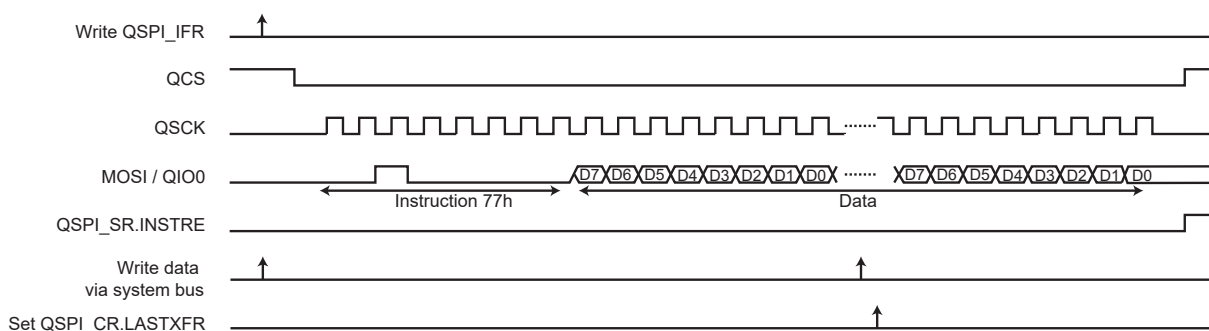 Write QSPI_IFR
QCS
QSCK
MOSI / QIO0
D7 D6 D5 D4 D3 D2 D1 D0 D7 D6 D5 D4 D3 D2 D1 D0
Instruction 77h
Data
QSPI_SR.INSTRE
Write data
via system bus
Set QSPI_CR.LASTXFR